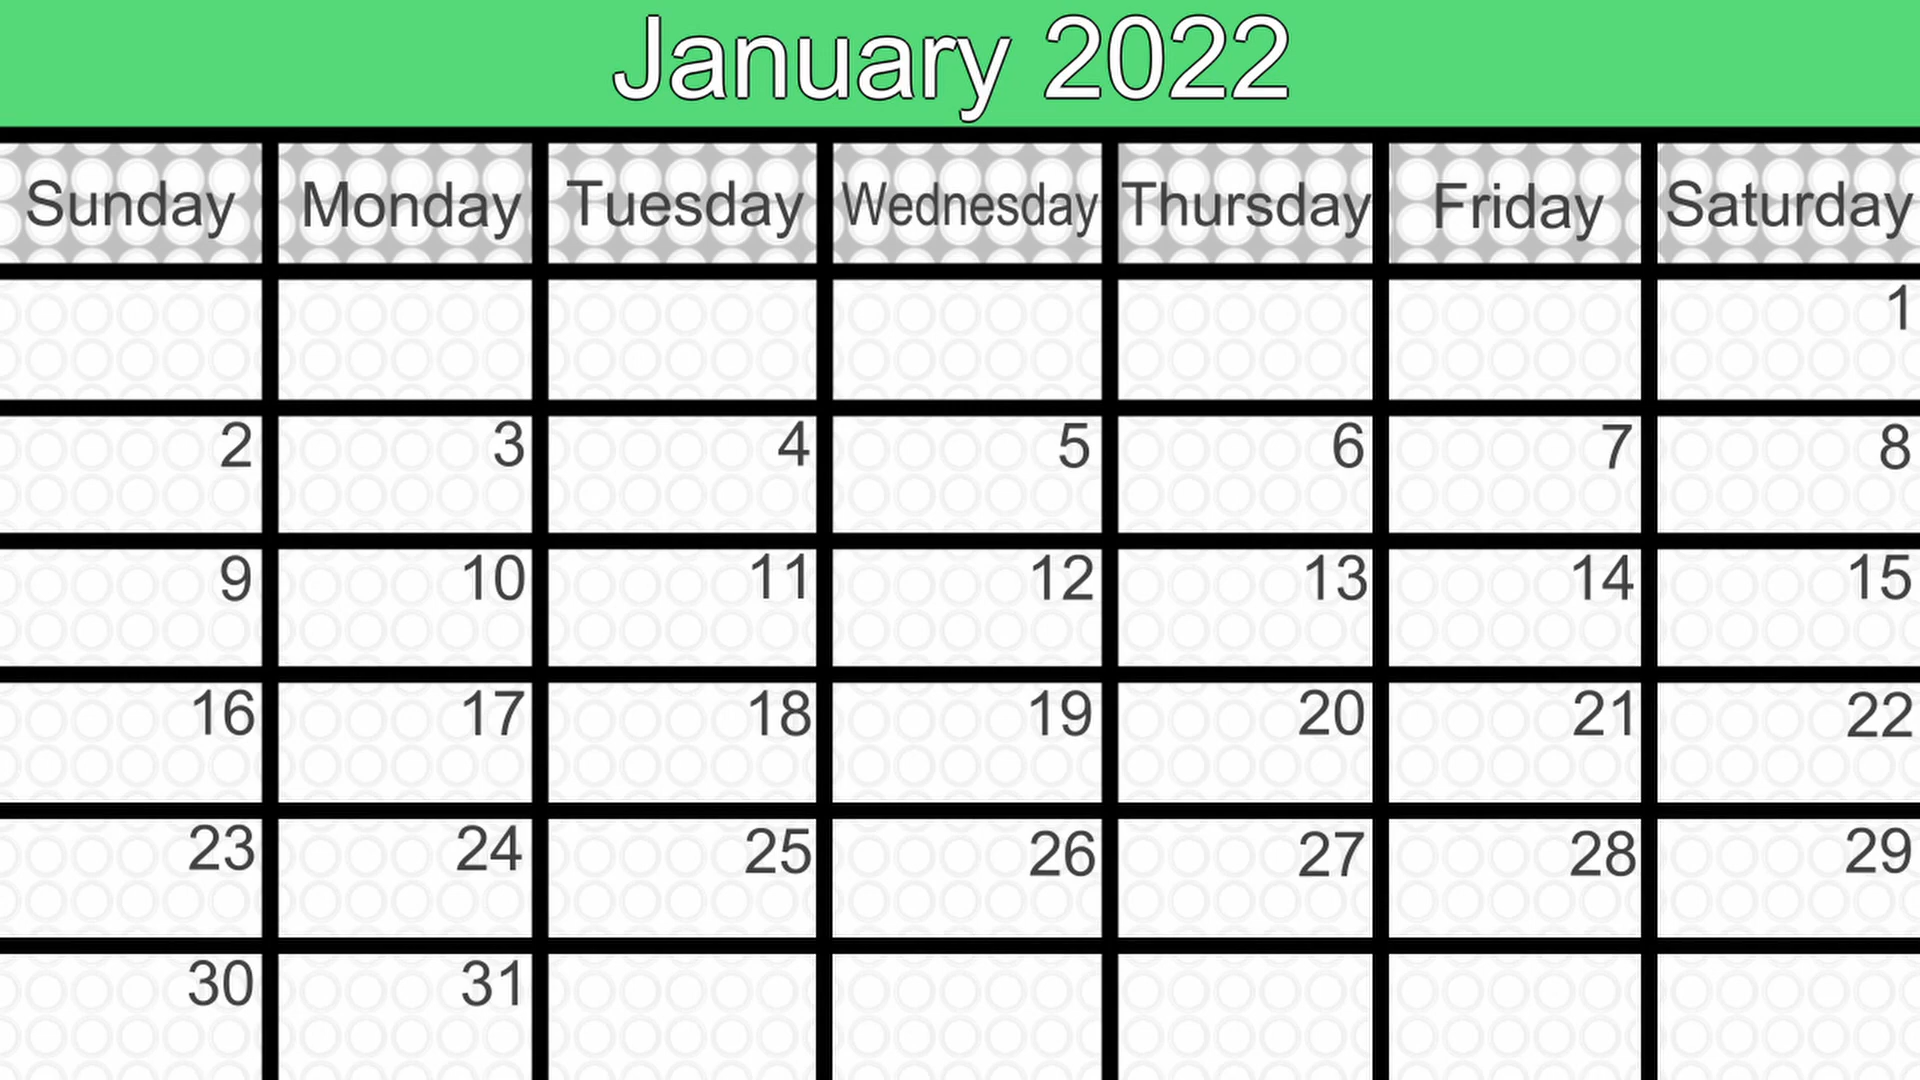 January 2022
Sunday Monday Tuesday Wednesday Thursday Friday Saturday
1
2 3 4 5 6 7 8
9 10 11 12 13 14 15
16 17 18 19 20 21 22
23 24 25 26 27 28 29
30 31